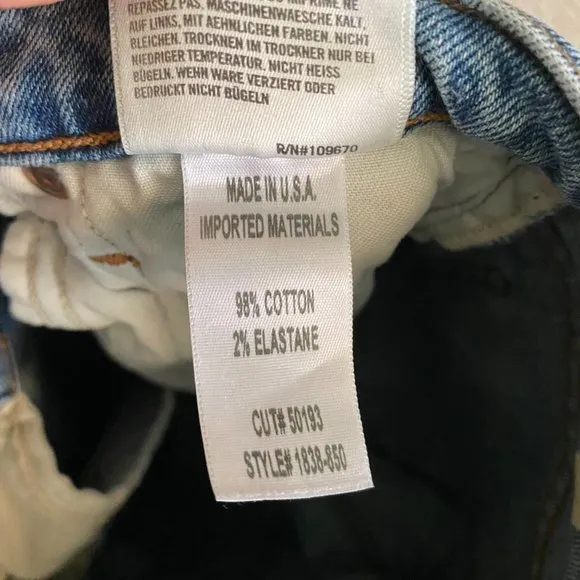 REPASSEZ PAS. MASCHINENWAESCHE KALT,
AUF LINKS, MIT AEHNLICHEN FARBEN. NICHT
BLEICHEN. TROCKNEN IM TROCKNER NUR BEI
NIEDRIGER TEMPERATUR. NICHT HEISS
BÜGELN. WENN WARE VERZIERT ODER
BEDRUCKT NICHT BÜGELN
R/N#109670
MADE IN U.S.A.
IMPORTED MATERIALS
98% COTTON
2% ELASTANE
CUT# 50193
STYLE# 1838-850